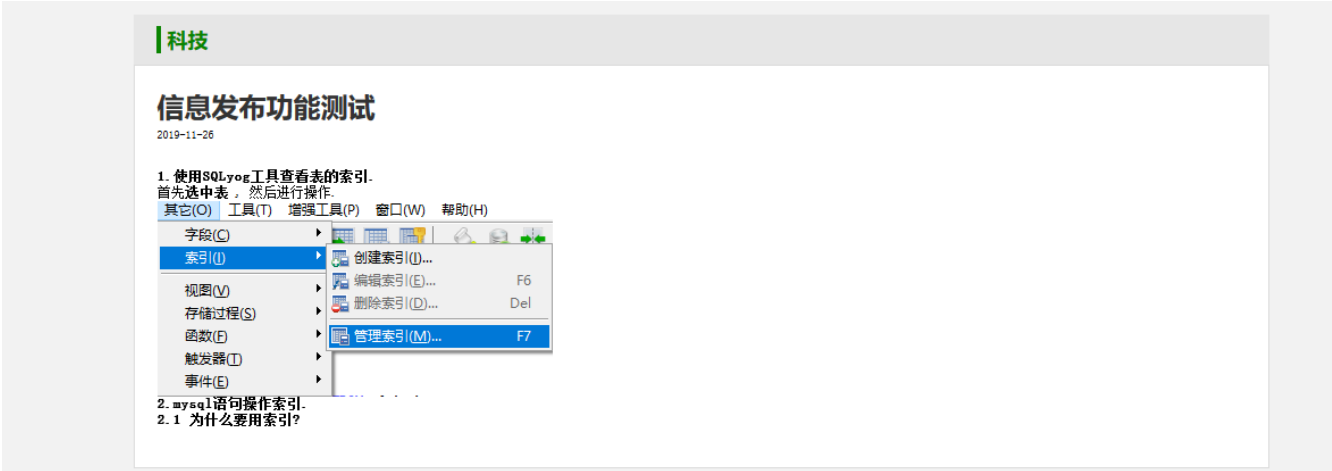 科技
信息发布功能测试
2019-11-26
1.使用SQLyog工具查看表的索引.
首先选中表，然后进行操作.
其它(O) 工具(T) 增强工具(P) 窗口(W) 帮助(H)
字段(C)
索引(I)
创建索引(I)...
编辑索引(E)... F6
视图(V)
删除索引(D)... Del
存储过程(S)
函数(F)
管理索引(M)... F7
触发器(T)
事件(E)
2.mysql语句操作索引.
2.1 为什么要用索引?